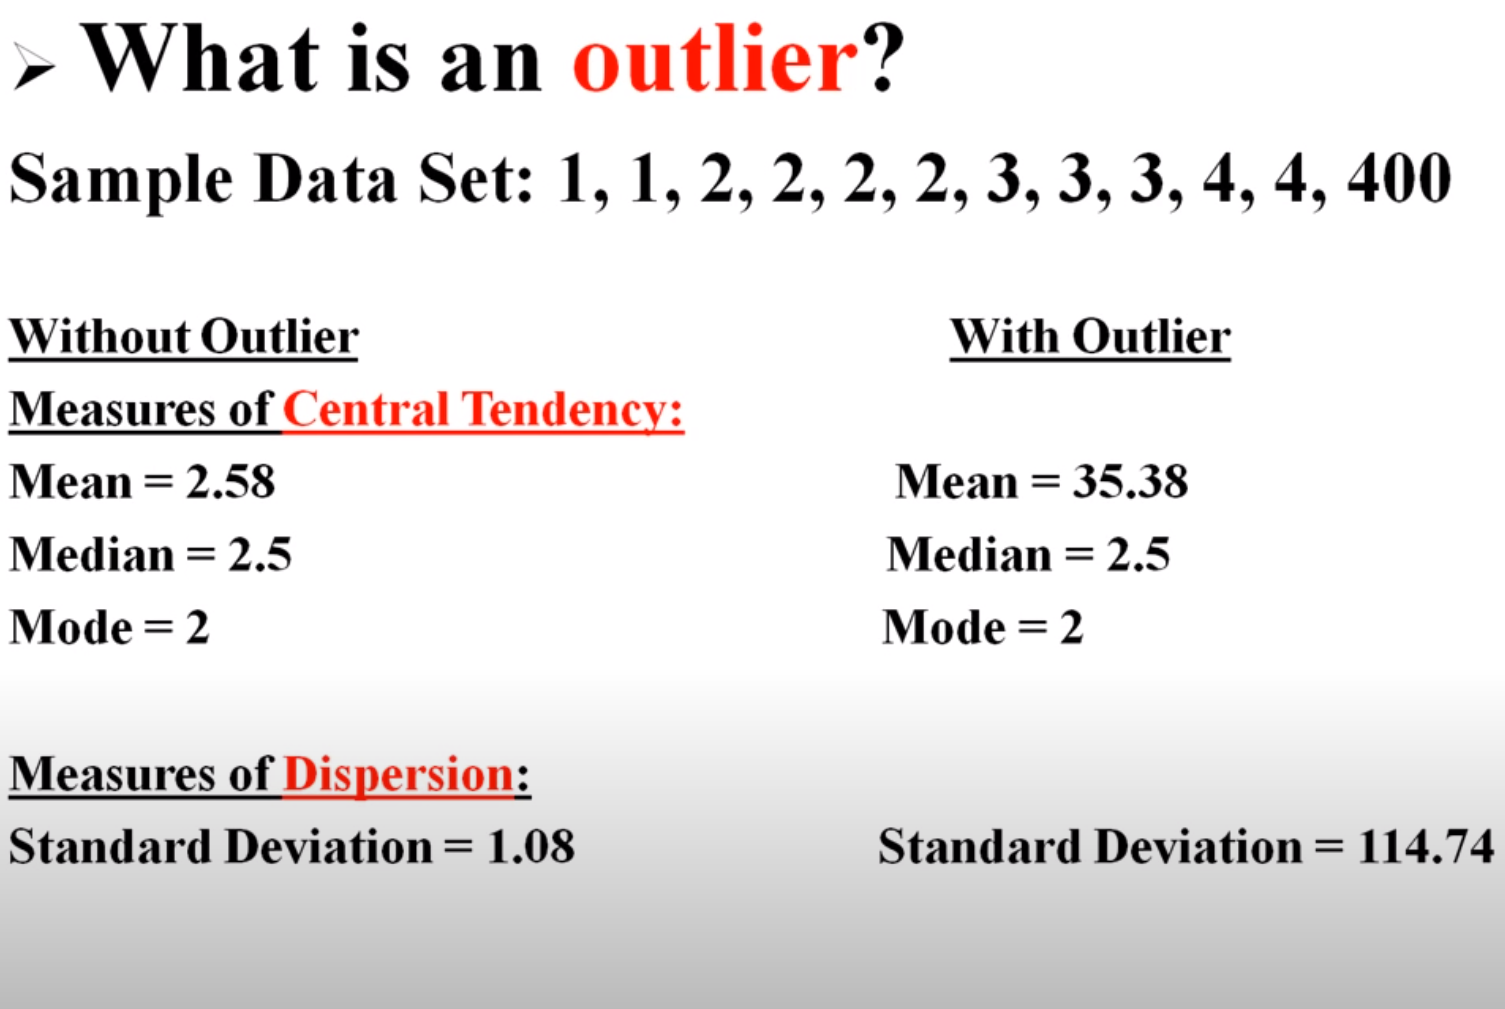 ➢ What is an outlier?
Sample Data Set: 1, 1, 2, 2, 2, 2, 3, 3, 3, 4, 4, 400
Without Outlier With Outlier
Measures of Central Tendency:
Mean = 2.58 Mean = 35.38
Median = 2.5 Median = 2.5
Mode = 2 Mode = 2
Measures of Dispersion:
Standard Deviation = 1.08 Standard Deviation = 114.74